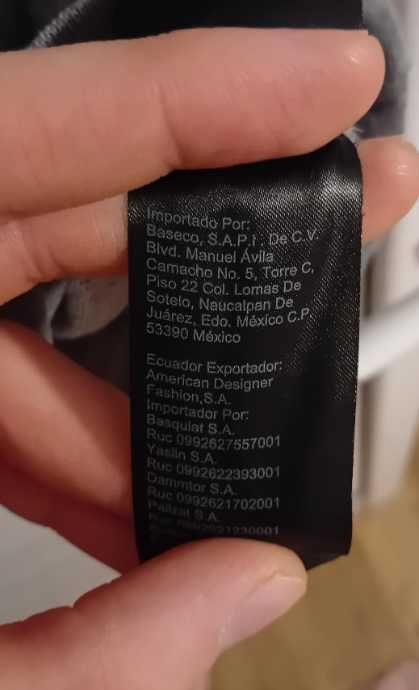 Importado Por:
Baseco, S.A.P.I. De C.V.
Blvd. Manuel Ávila
Camacho No. 5, Torre C,
Piso 22 Col. Lomas De
Sotelo, Naucalpan De
Juárez, Edo. México C.P.
53390 México
Ecuador Exportador:
American Designer
Fashion,S.A.
Importador Por:
Basquiat S.A.
Ruc 0992627557001
Yaslin S.A.
Ruc 0992622393001
Dammtor S.A.
Ruc 0992621702001
Palizal S.A.